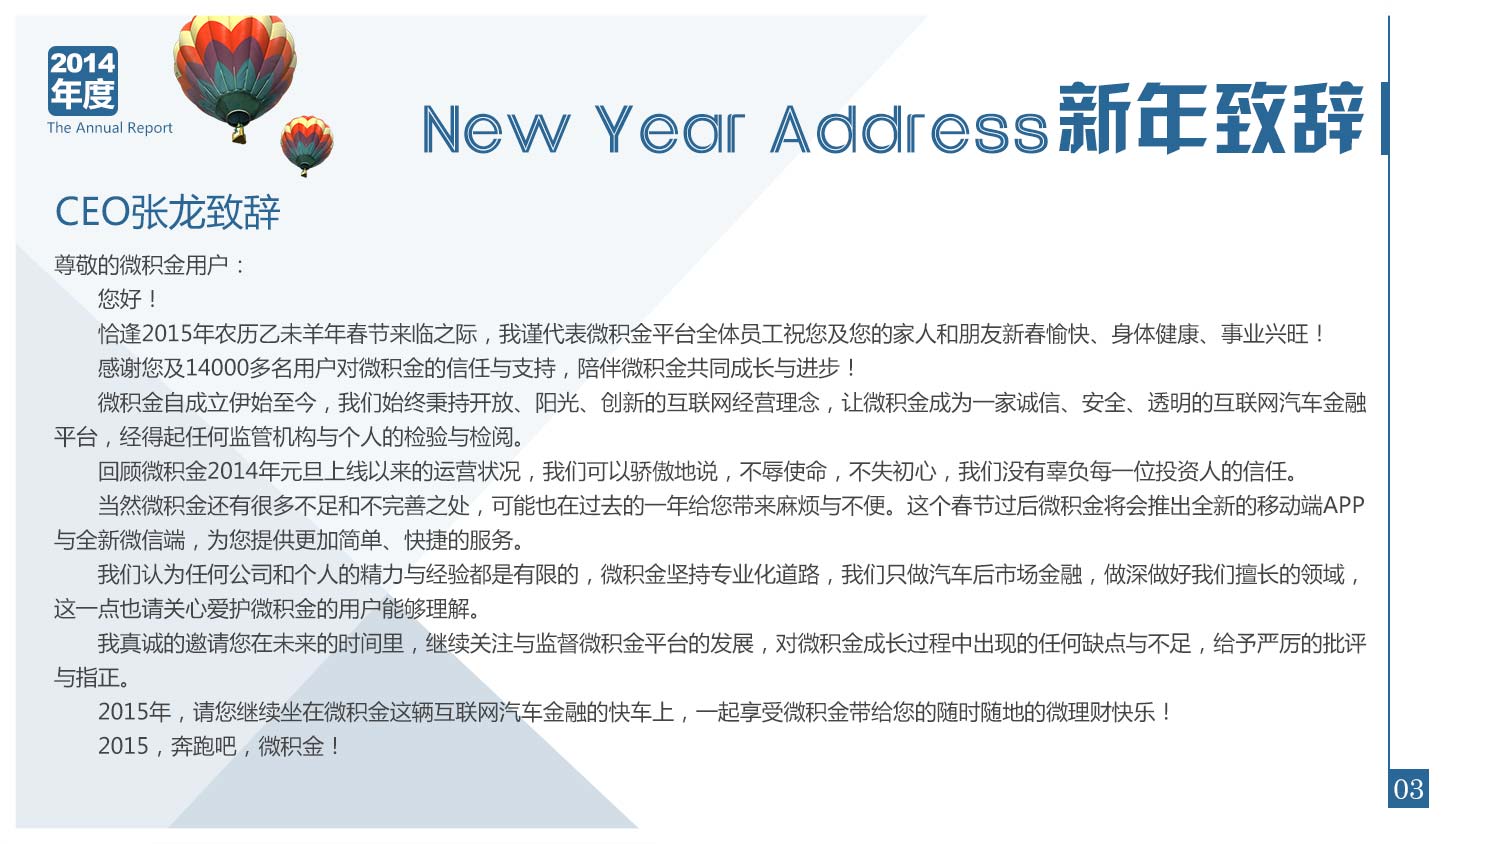 2014
年度
The Annual Report
New Year Address新年致辞
CEO张龙致辞
尊敬的微积金用户：
您好！
恰逢2015年农历乙未羊年春节来临之际，我谨代表微积金平台全体员工祝您及您的家人和朋友新春愉快、身体健康、事业兴旺！
感谢您及14000多名用户对微积金的信任与支持，陪伴微积金共同成长与进步！
微积金自成立伊始至今，我们始终秉持开放、阳光、创新的互联网经营理念，让微积金成为一家诚信、安全、透明的互联网汽车金融
平台，经得起任何监管机构与个人的检验与检阅。
回顾微积金2014年元旦上线以来的运营状况，我们可以骄傲地说，不辱使命，不失初心，我们没有辜负每一位投资人的信任。
当然微积金还有很多不足和不完善之处，可能也在过去的一年给您带来麻烦与不便。这个春节过后微积金将会推出全新的移动端APP
与全新微信端，为您提供更加简单、快捷的服务。
我们认为任何公司和个人的精力与经验都是有限的，微积金坚持专业化道路，我们只做汽车后市场金融，做深做好我们擅长的领域，
这一点也请关心爱护微积金的用户能够理解。
我真诚的邀请您在未来的时间里，继续关注与监督微积金平台的发展，对微积金成长过程中出现的任何缺点与不足，给予严厉的批评
与指正。
2015年，请您继续坐在微积金这辆互联网汽车金融的快车上，一起享受微积金带给您的随时随地的微理财快乐！
2015，奔跑吧，微积金！
03